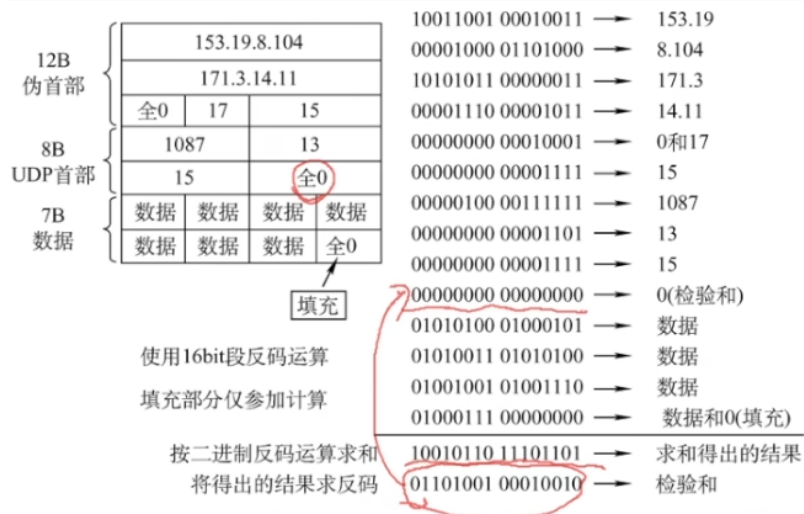 12B
伪首部
153.19.8.104
171.3.14.11
全0 17 15
8B
UDP首部
1087 13
15 全0
7B
数据
数据 数据 数据 数据
数据 数据 数据 全0
填充
使用16bit段反码运算
填充部分仅参加计算
10011001 00010011 → 153.19
00001000 01101000 → 8.104
10101011 00000011 → 171.3
00001110 00001011 → 14.11
00000000 00010001 → 0和17
00000000 00001111 → 15
00000100 00111111 → 1087
00000000 00001101 → 13
00000000 00001111 → 15
00000000 00000000 → 0(检验和)
01010100 01000101 → 数据
01010011 01010100 → 数据
01001001 01001110 → 数据
01000111 00000000 → 数据和0(填充)
按二进制反码运算求和 10010110 11101101 → 求和得出的结果
将得出的结果求反码 01101001 00010010 → 检验和